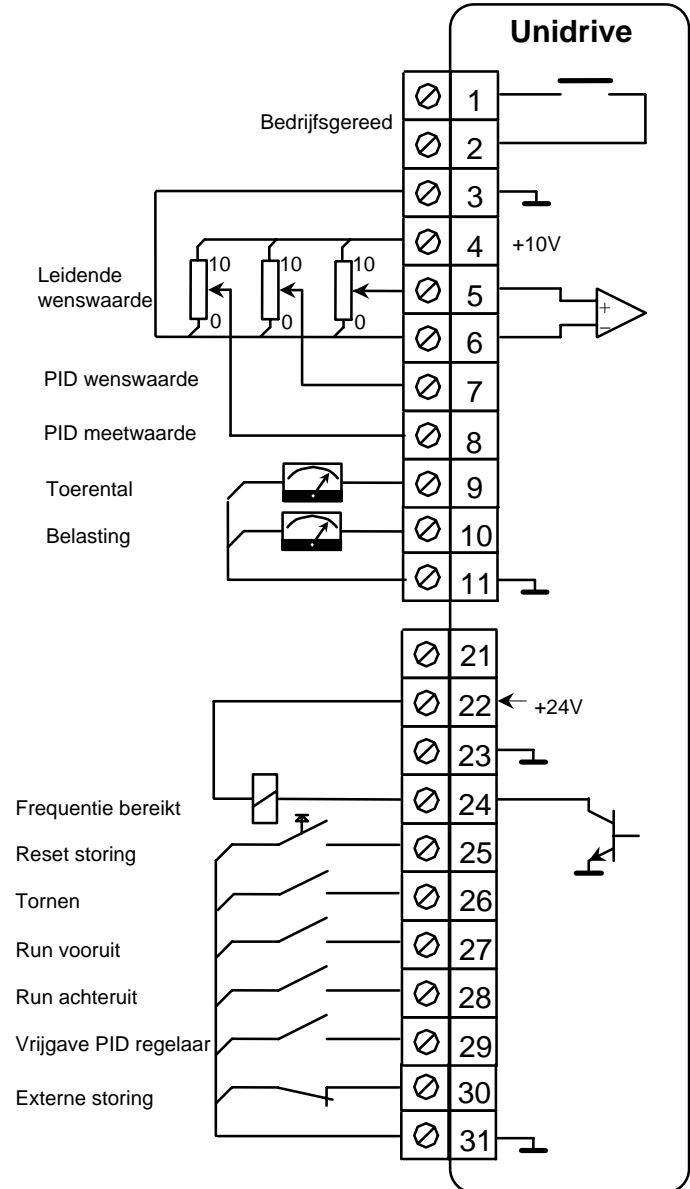 Unidrive
Bedrijfsgereed
1
2
3
4 +10V
10 10 10
Leidende
wenswaarde
5
0 0 0
+
−
6
PID wenswaarde
7
PID meetwaarde
8
Toerental
9
Belasting
10
11
21
22 +24V
23
Frequentie bereikt
24
Reset storing
25
Tornen
26
Run vooruit
27
Run achteruit
28
Vrijgave PID regelaar
29
Externe storing
30
31